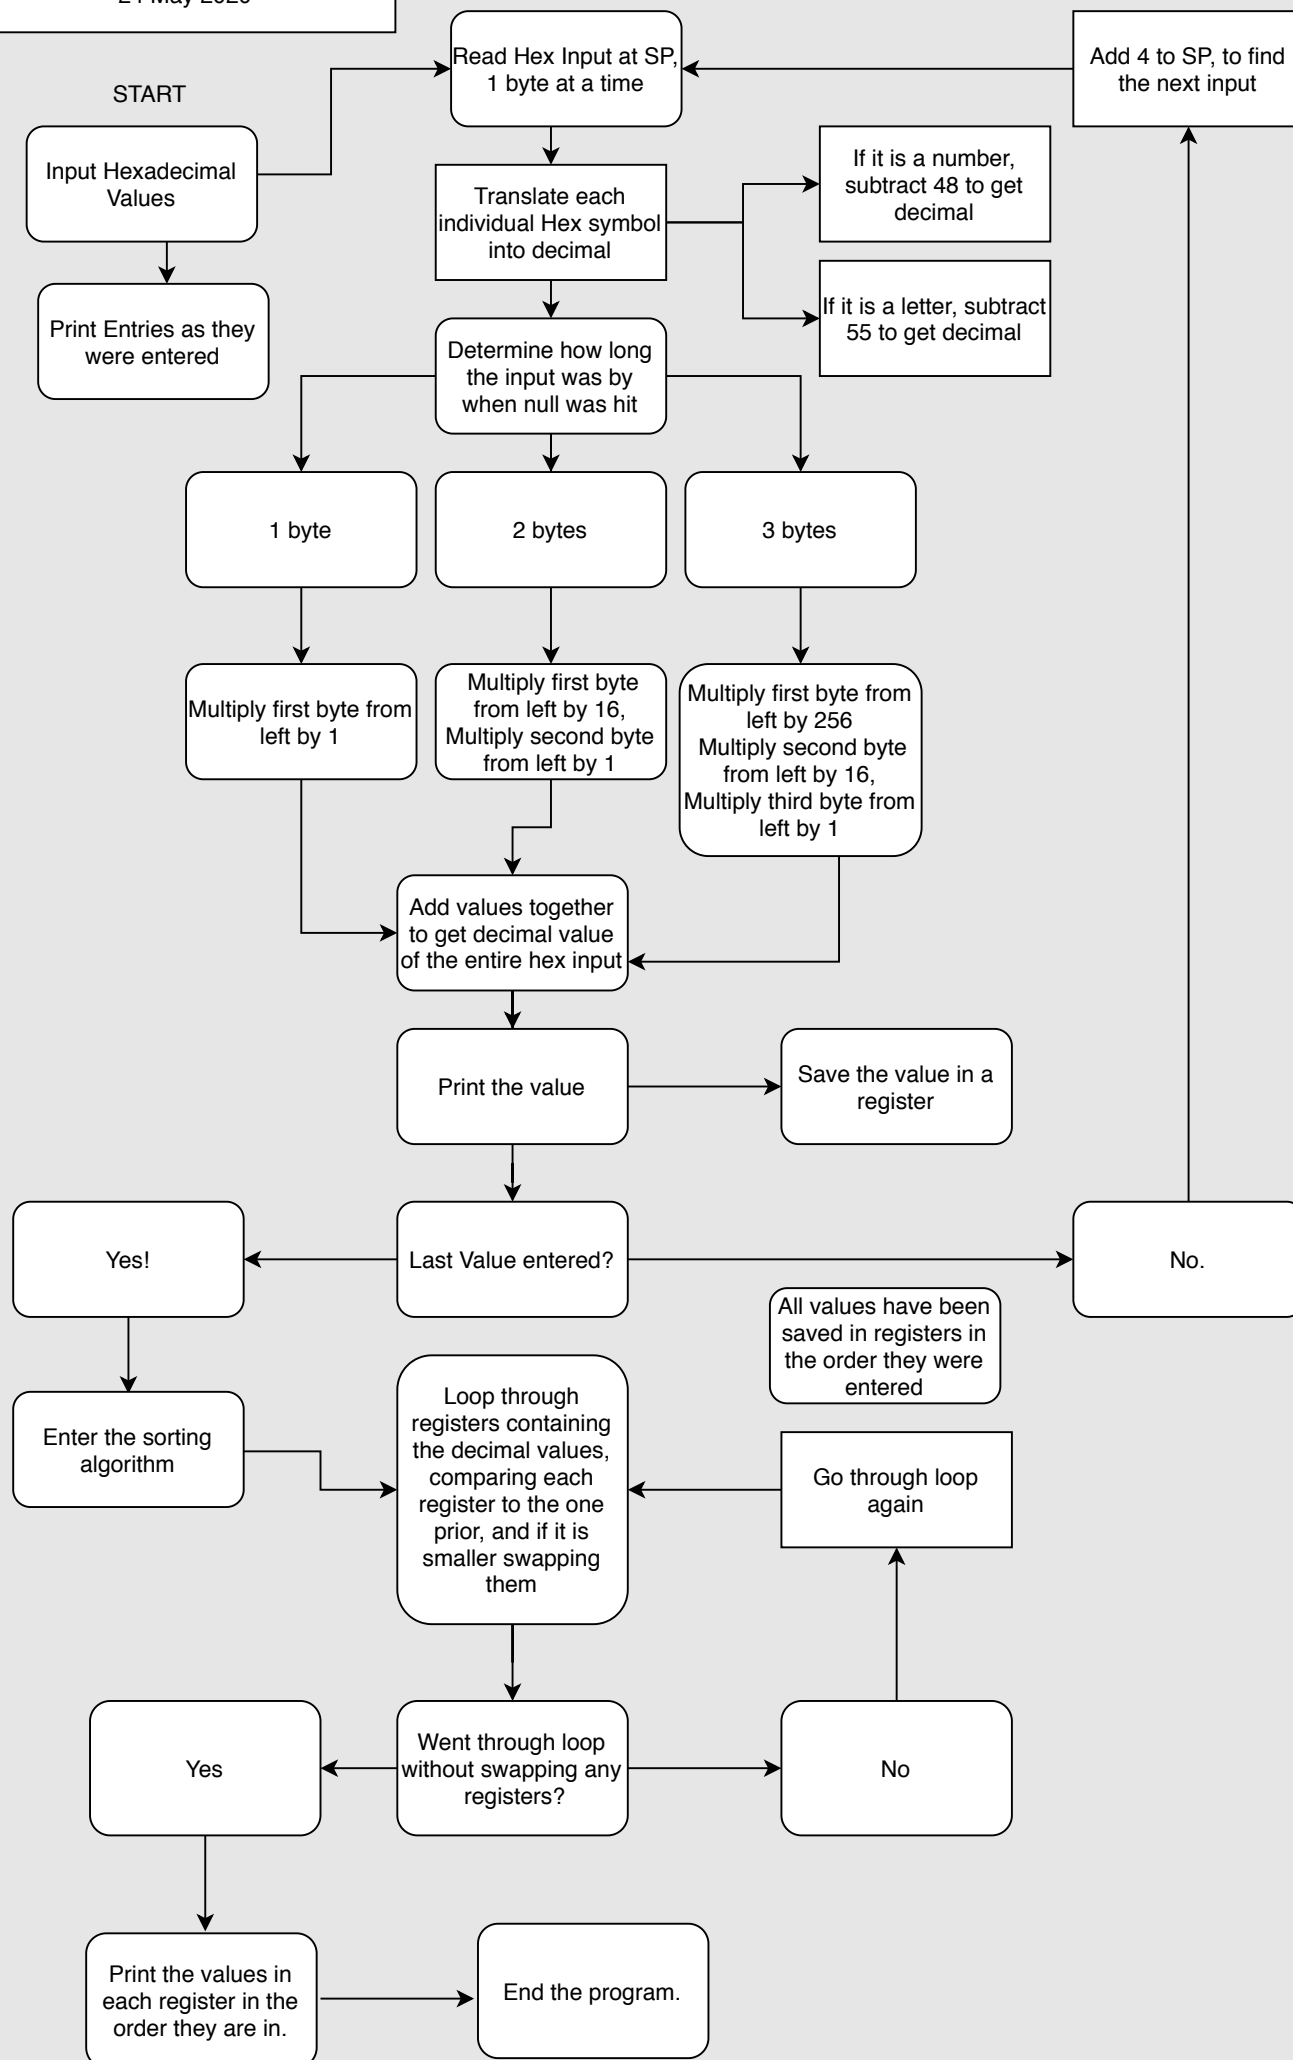 START
Input Hexadecimal
Values
Print Entries as they
were entered
Read Hex Input at SP,
1 byte at a time
Add 4 to SP, to find
the next input
Translate each
individual Hex symbol
into decimal
If it is a number,
subtract 48 to get
decimal
If it is a letter, subtract
55 to get decimal
Determine how long
the input was by
when null was hit
1 byte
2 bytes
3 bytes
Multiply first byte from
left by 1
Multiply first byte
from left by 16,
Multiply second byte
from left by 1
Multiply first byte from
left by 256
Multiply second byte
from left by 16,
Multiply third byte from
left by 1
Add values together
to get decimal value
of the entire hex input
Print the value
Save the value in a
register
Yes!
Last Value entered?
No.
All values have been
saved in registers in
the order they were
entered
Enter the sorting
algorithm
Loop through
registers containing
the decimal values,
comparing each
register to the one
prior, and if it is
smaller swapping
them
Go through loop
again
Yes
Went through loop
without swapping any
registers?
No
Print the values in
each register in the
order they are in.
End the program.